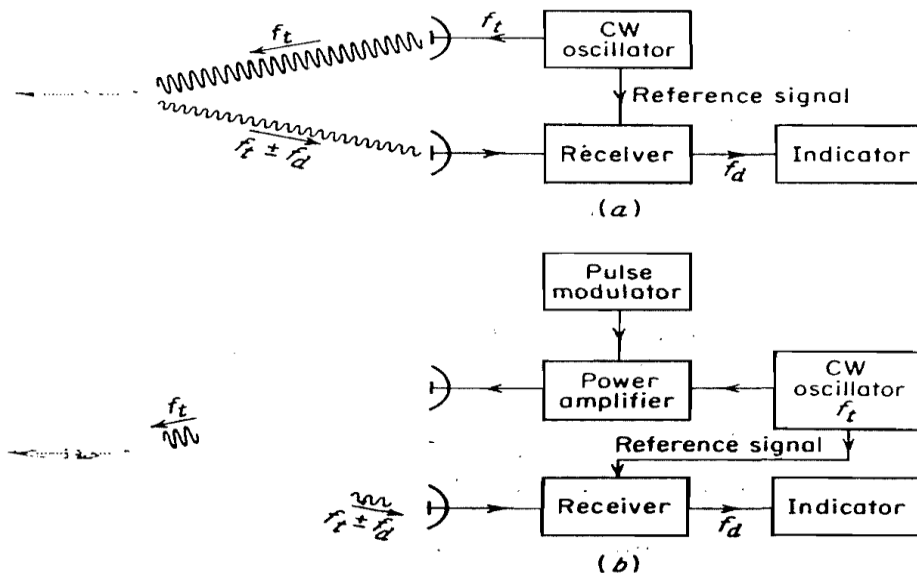 f_t
f_t
CW
oscillator
Reference signal
f_t ± f_d
Receiver
f_d
Indicator
(a)
Pulse
modulator
f_t
Power
amplifier
CW
oscillator
f_t
Reference signal
f_t ± f_d
Receiver
f_d
Indicator
(b)